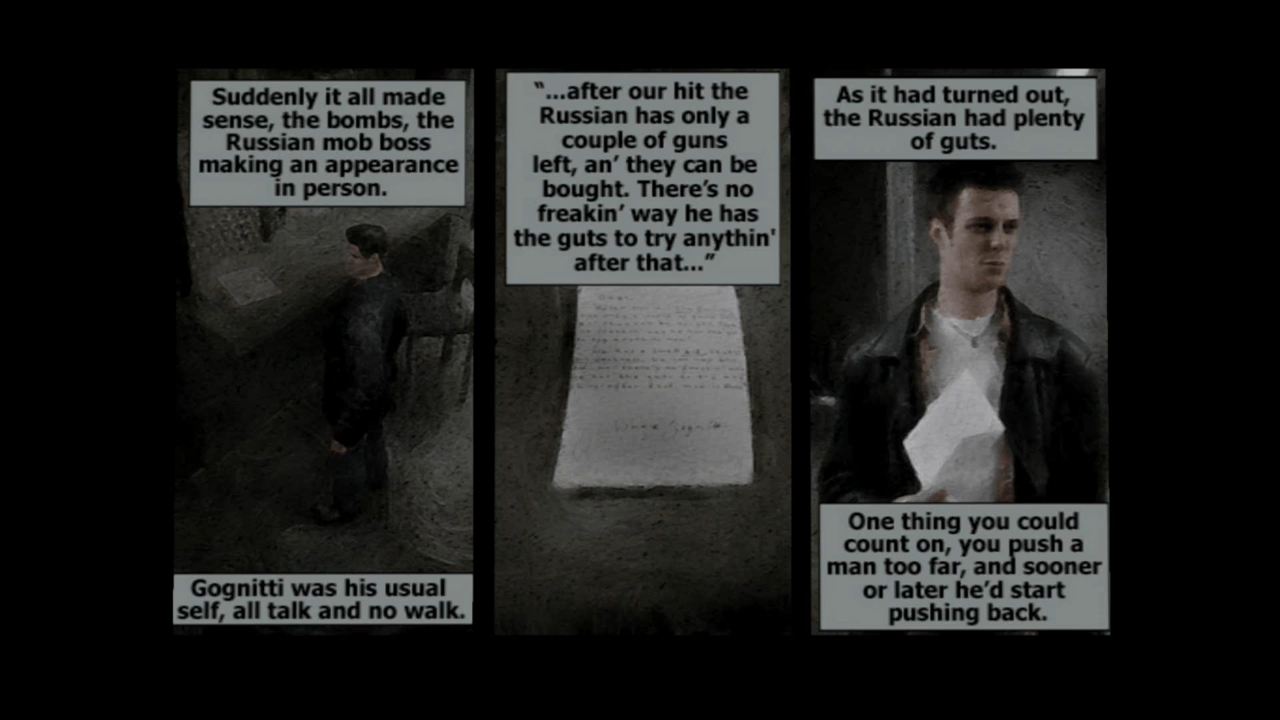 Suddenly it all made
sense, the bombs, the
Russian mob boss
making an appearance
in person.
Gognitti was his usual
self, all talk and no walk.
“...after our hit the
Russian has only a
couple of guns
left, an’ they can be
bought. There’s no
freakin’ way he has
the guts to try anythin'
after that...”
As it had turned out,
the Russian had plenty
of guts.
One thing you could
count on, you push a
man too far, and sooner
or later he’d start
pushing back.